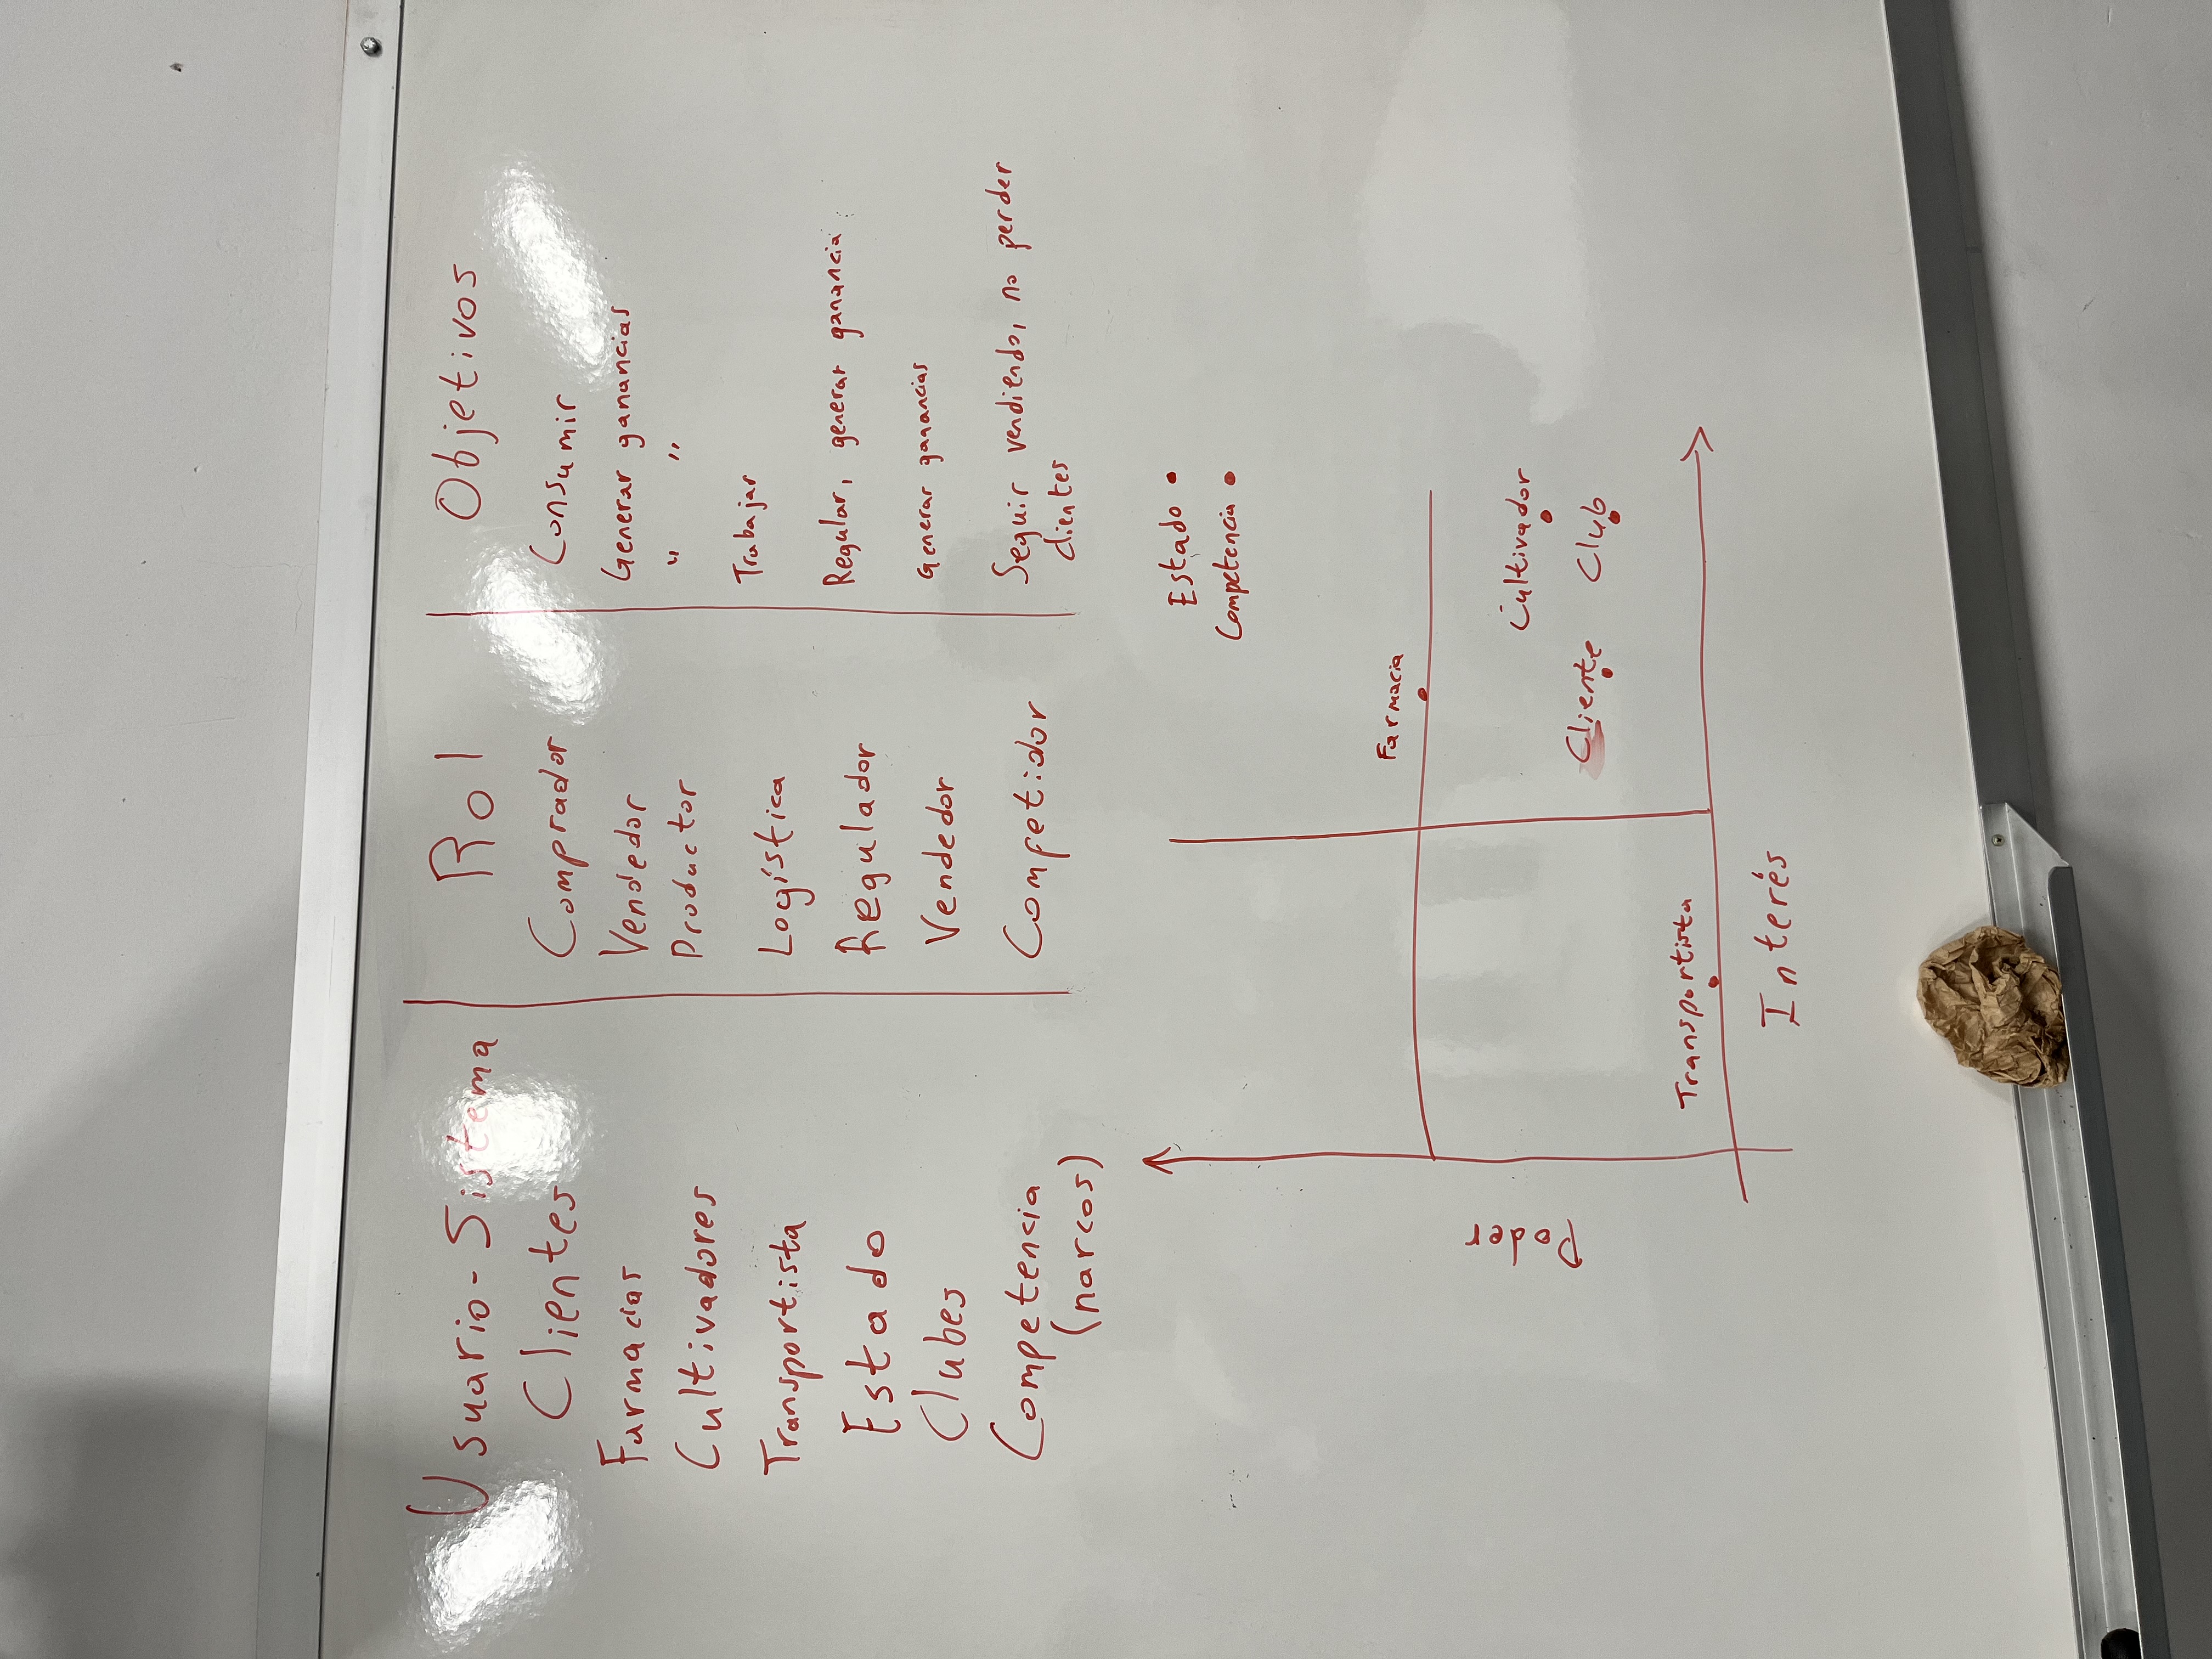 Usuario-Sistema Rol Objetivos
Clientes Comprador Consumir
Farmacias Vendedor Generar ganancias
Cultivadores Productor " "
Transportista Logística Trabajar
Estado Regulador Regular, generar ganancia
Clubes Vendedor Generar ganancias
Competencia Competidor Seguir vendiendo, no perder
(narcos) clientes
Estado
Competencia
Farmacia
Poder
Cultivador
Cliente Club
Transportista
Interés